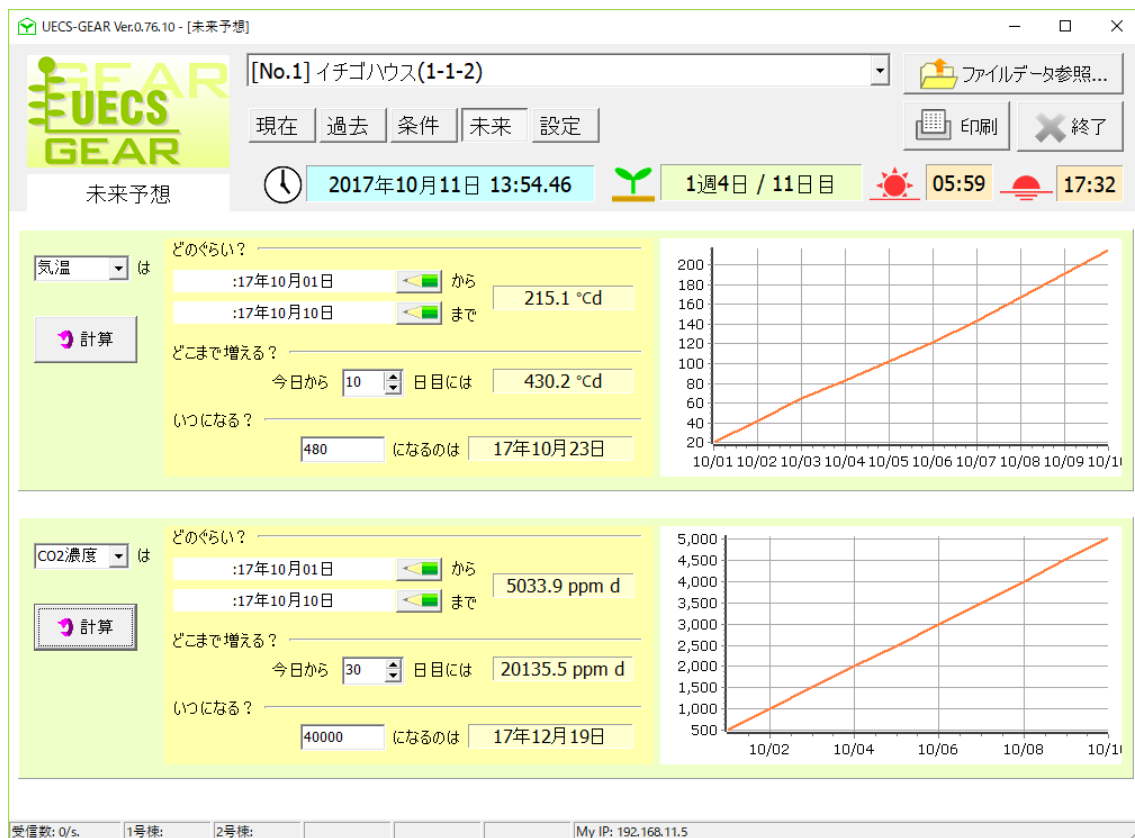 UECS-GEAR Ver.0.76.10 - [未来予想]
GEAR
UECS
GEAR
未来予想
[No.1] イチゴハウス(1-1-2)
ファイルデータ参照...
現在 過去 条件 未来 設定
印刷 終了
2017年10月11日 13:54.46
1週4日 / 11日目
05:59
17:32
気温 は
計算
どのぐらい?
:17年10月01日 から
:17年10月10日 まで
215.1 ℃d
どこまで増える?
今日から 10 日目には 430.2 ℃d
いつになる?
480 になるのは 17年10月23日
200
180
160
140
120
100
80
60
40
20
10/01 10/02 10/03 10/04 10/05 10/06 10/07 10/08 10/09 10/1
CO2濃度 は
計算
どのぐらい?
:17年10月01日 から
:17年10月10日 まで
5033.9 ppm d
どこまで増える?
今日から 30 日目には 20135.5 ppm d
いつになる?
40000 になるのは 17年12月19日
5,000
4,500
4,000
3,500
3,000
2,500
2,000
1,500
1,000
500
10/02 10/04 10/06 10/08 10/1
受信数: 0/s. 1号棟: 2号棟: My IP: 192.168.11.5